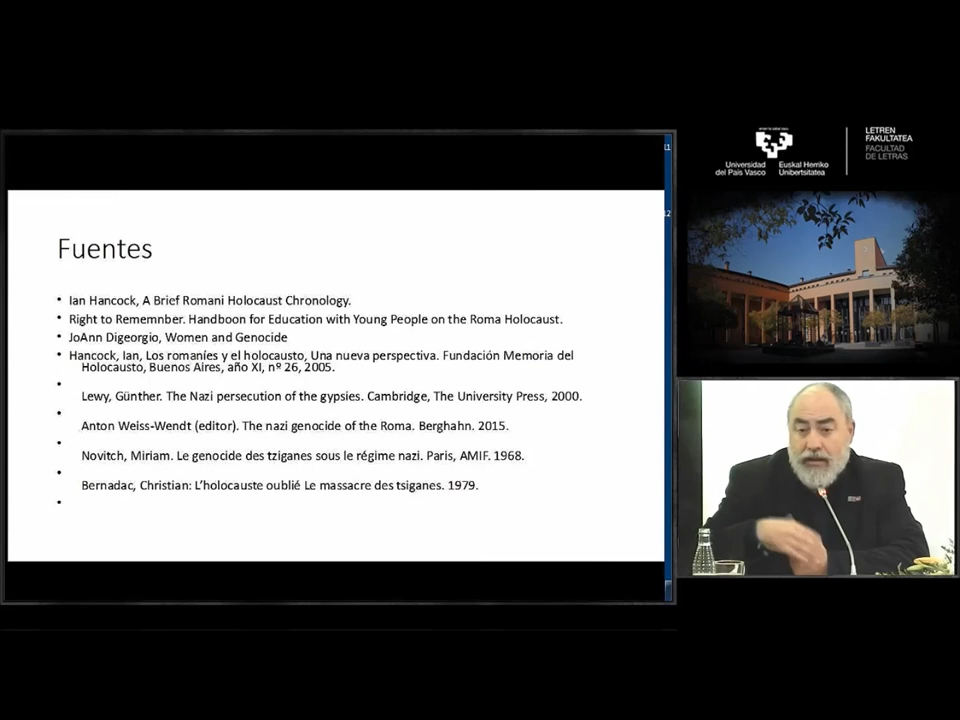 Fuentes
• Ian Hancock, A Brief Romani Holocaust Chronology.
• Right to Rememnber. Handboon for Education with Young People on the Roma Holocaust.
• JoAnn Digeorgio, Women and Genocide
• Hancock, Ian, Los romaníes y el holocausto, Una nueva perspectiva. Fundación Memoria del
Holocausto, Buenos Aires, año XI, nº 26, 2005.
•
Lewy, Günther. The Nazi persecution of the gypsies. Cambridge, The University Press, 2000.
•
Anton Weiss-Wendt (editor). The nazi genocide of the Roma. Berghahn. 2015.
•
Novitch, Miriam. Le genocide des tziganes sous le régime nazi. Paris, AMIF. 1968.
•
Bernadac, Christian: L’holocauste oublié Le massacre des tsiganes. 1979.
•
11
12
Universidad
del País Vasco
Euskal Herriko
Unibertsitatea
LETREN
FAKULTATEA
FACULTAD
DE LETRAS